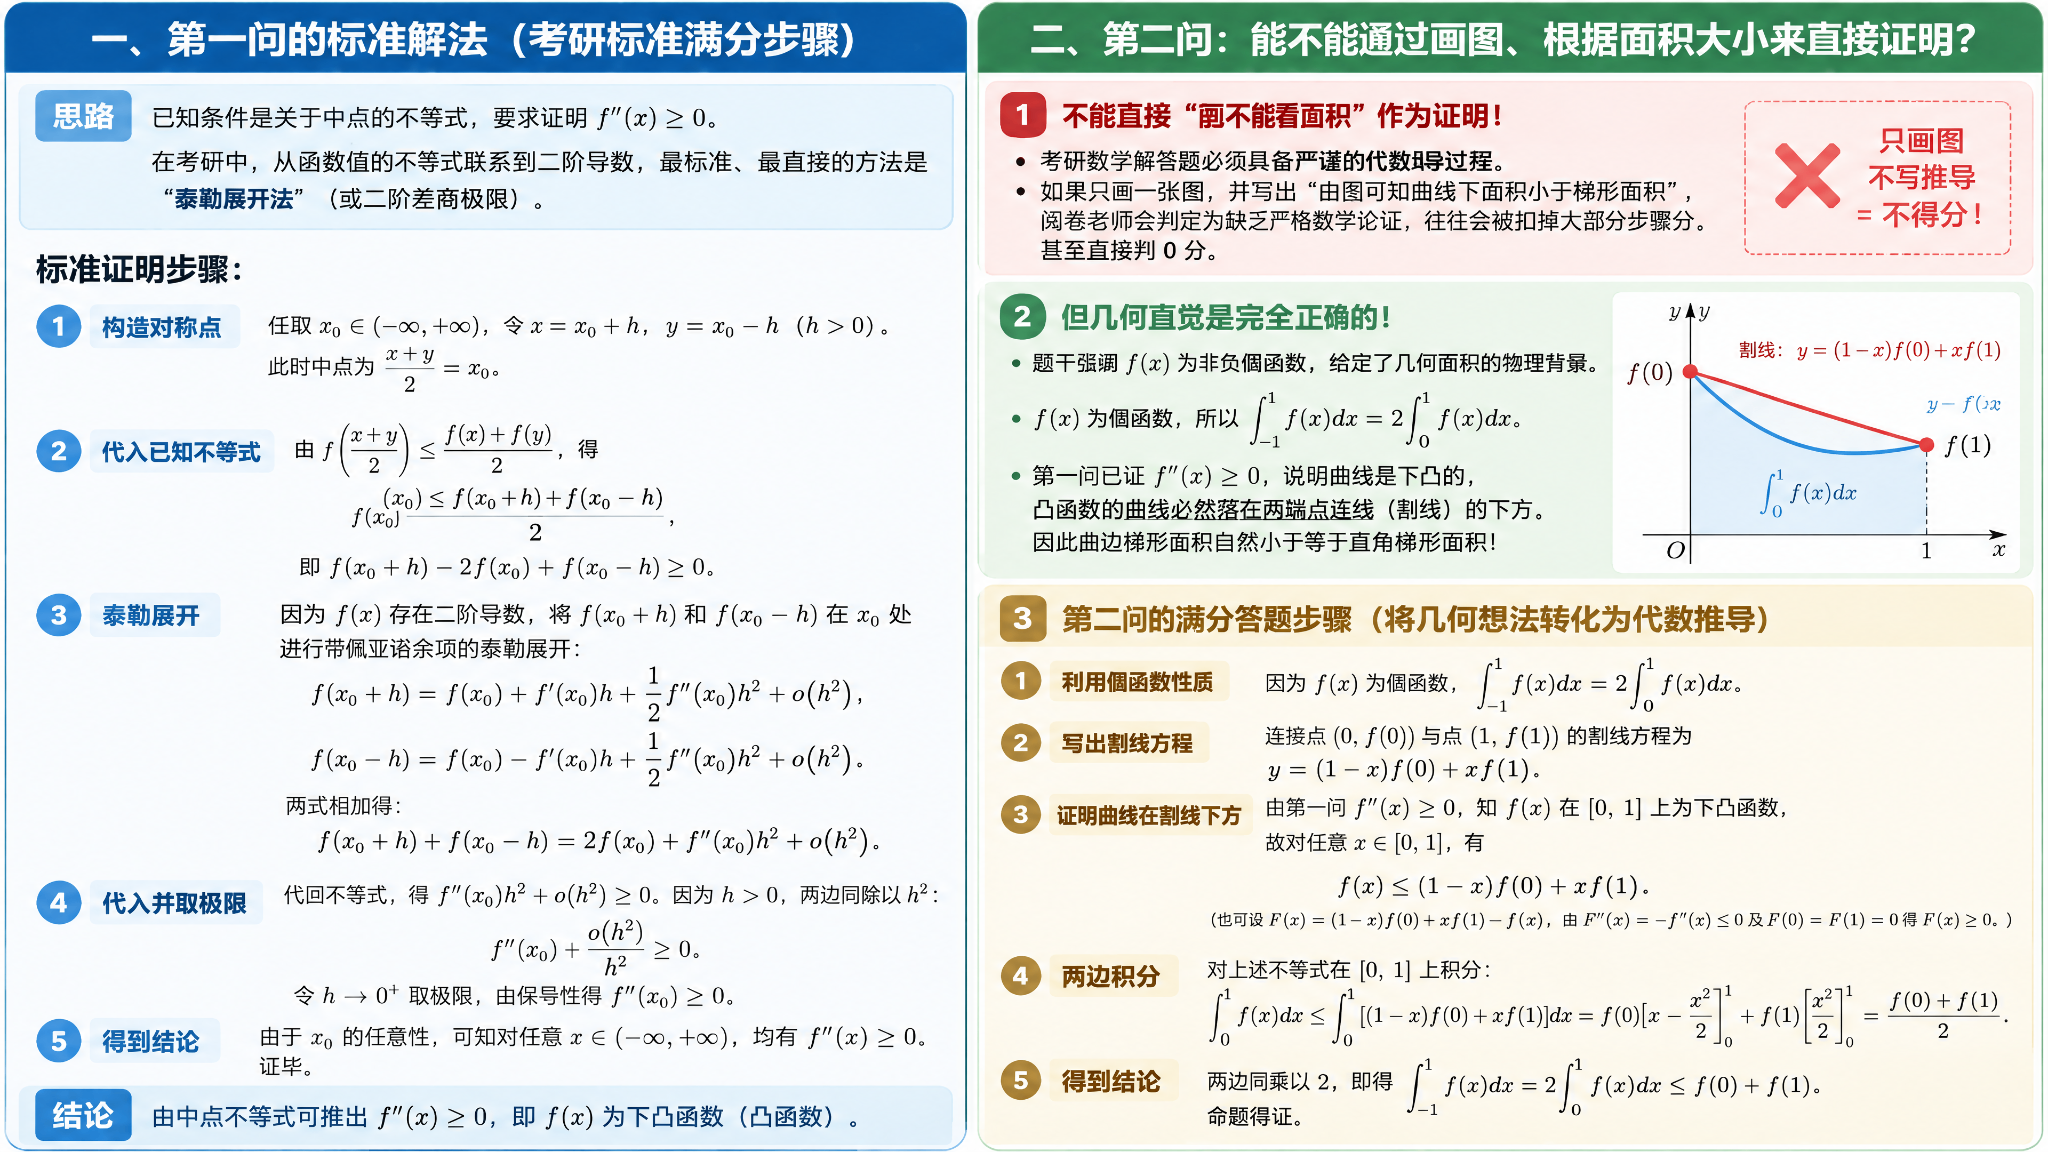 一、第一问的标准解法（考研标准满分步骤）
思路
已知条件是关于中点的不等式，要求证明 f″(x) ≥ 0。
在考研中，从函数值的不等式联系到二阶导数，最标准、最直接的方法是
“泰勒展开法”（或二阶差商极限）。
标准证明步骤：
1 构造对称点
任取 x₀ ∈ (−∞, +∞)，令 x = x₀ + h，y = x₀ − h （h > 0）。
此时中点为 (x + y)/2 = x₀。
2 代入已知不等式
由 f((x+y)/2) ≤ (f(x)+f(y))/2，得
f(x₀) (x₀) ≤ f(x₀+h)+f(x₀−h) / 2，
即 f(x₀ + h) − 2f(x₀) + f(x₀ − h) ≥ 0。
3 泰勒展开
因为 f(x) 存在二阶导数，将 f(x₀ + h) 和 f(x₀ − h) 在 x₀ 处
进行带佩亚谘余项的泰勒展开：
f(x₀ + h) = f(x₀) + f′(x₀)h + 1/2 f″(x₀)h² + o(h²)，
f(x₀ − h) = f(x₀) − f′(x₀)h + 1/2 f″(x₀)h² + o(h²)。
两式相加得：
f(x₀ + h) + f(x₀ − h) = 2f(x₀) + f″(x₀)h² + o(h²)。
4 代入并取极限
代回不等式，得 f″(x₀)h² + o(h²) ≥ 0。因为 h > 0，两边同除以 h²：
f″(x₀) + o(h²)/h² ≥ 0。
令 h → 0⁺ 取极限，由保导性得 f″(x₀) ≥ 0。
5 得到结论
由于 x₀ 的任意性，可知对任意 x ∈ (−∞, +∞)，均有 f″(x) ≥ 0。
证毕。
结论
由中点不等式可推出 f″(x) ≥ 0，即 f(x) 为下凸函数（凸函数）。
二、第二问：能不能通过画图、根据面积大小来直接证明？
1 不能直接“不能看面积”作为证明！
• 考研数学解答题必须具备严谨的代数导过程。
• 如果只画一张图，并写出“由图可知曲线下面积小于梯形面积”，
阅卷老师会判定为缺乏严格数学论证，往往会被扣掉大部分步骤分。
甚至直接判 0 分。
只画图
不写推导
= 不得分！
2 但几何直觉是完全正确的！
• 题干强调 f(x) 为非负個函数，给定了几何面积的物理背景。
• f(x) 为個函数，所以 ∫₋₁¹ f(x)dx = 2∫₀¹ f(x)dx。
• 第一问已证 f″(x) ≥ 0，说明曲线是下凸的，
凸函数的曲线必然落在两端点连线（割线）的下方。
因此曲边梯形面积自然小于等于直角梯形面积！
y y
割线： y = (1−x)f(0)+xf(1)
f(0)
f(1)
∫₀¹ f(x)dx
O 1 x
3 第二问的满分答题步骤（将几何想法转化为代数推导）
1 利用個函数性质
因为 f(x) 为個函数，∫₋₁¹ f(x)dx = 2∫₀¹ f(x)dx。
2 写出割线方程
连接点 (0, f(0)) 与点 (1, f(1)) 的割线方程为
y = (1 − x)f(0) + xf(1)。
3 证明曲线在割线下方
由第一问 f″(x) ≥ 0，知 f(x) 在 [0, 1] 上为下凸函数，
故对任意 x ∈ [0, 1]，有
f(x) ≤ (1 − x)f(0) + xf(1)。
（也可设 F(x) = (1−x)f(0)+xf(1)−f(x)，由 F″(x) = −f″(x) ≤ 0 及 F(0) = F(1) = 0 得 F(x) ≥ 0。）
4 两边积分
对上述不等式在 [0, 1] 上积分：
∫₀¹ f(x)dx ≤ ∫₀¹ [(1−x)f(0)+xf(1)]dx = f(0)[x − x²/2]₀¹ + f(1)[x²/2]₀¹ = (f(0) + f(1))/2.
5 得到结论
两边同乘以 2，即得 ∫₋₁¹ f(x)dx = 2∫₀¹ f(x)dx ≤ f(0) + f(1)。
命题得证。